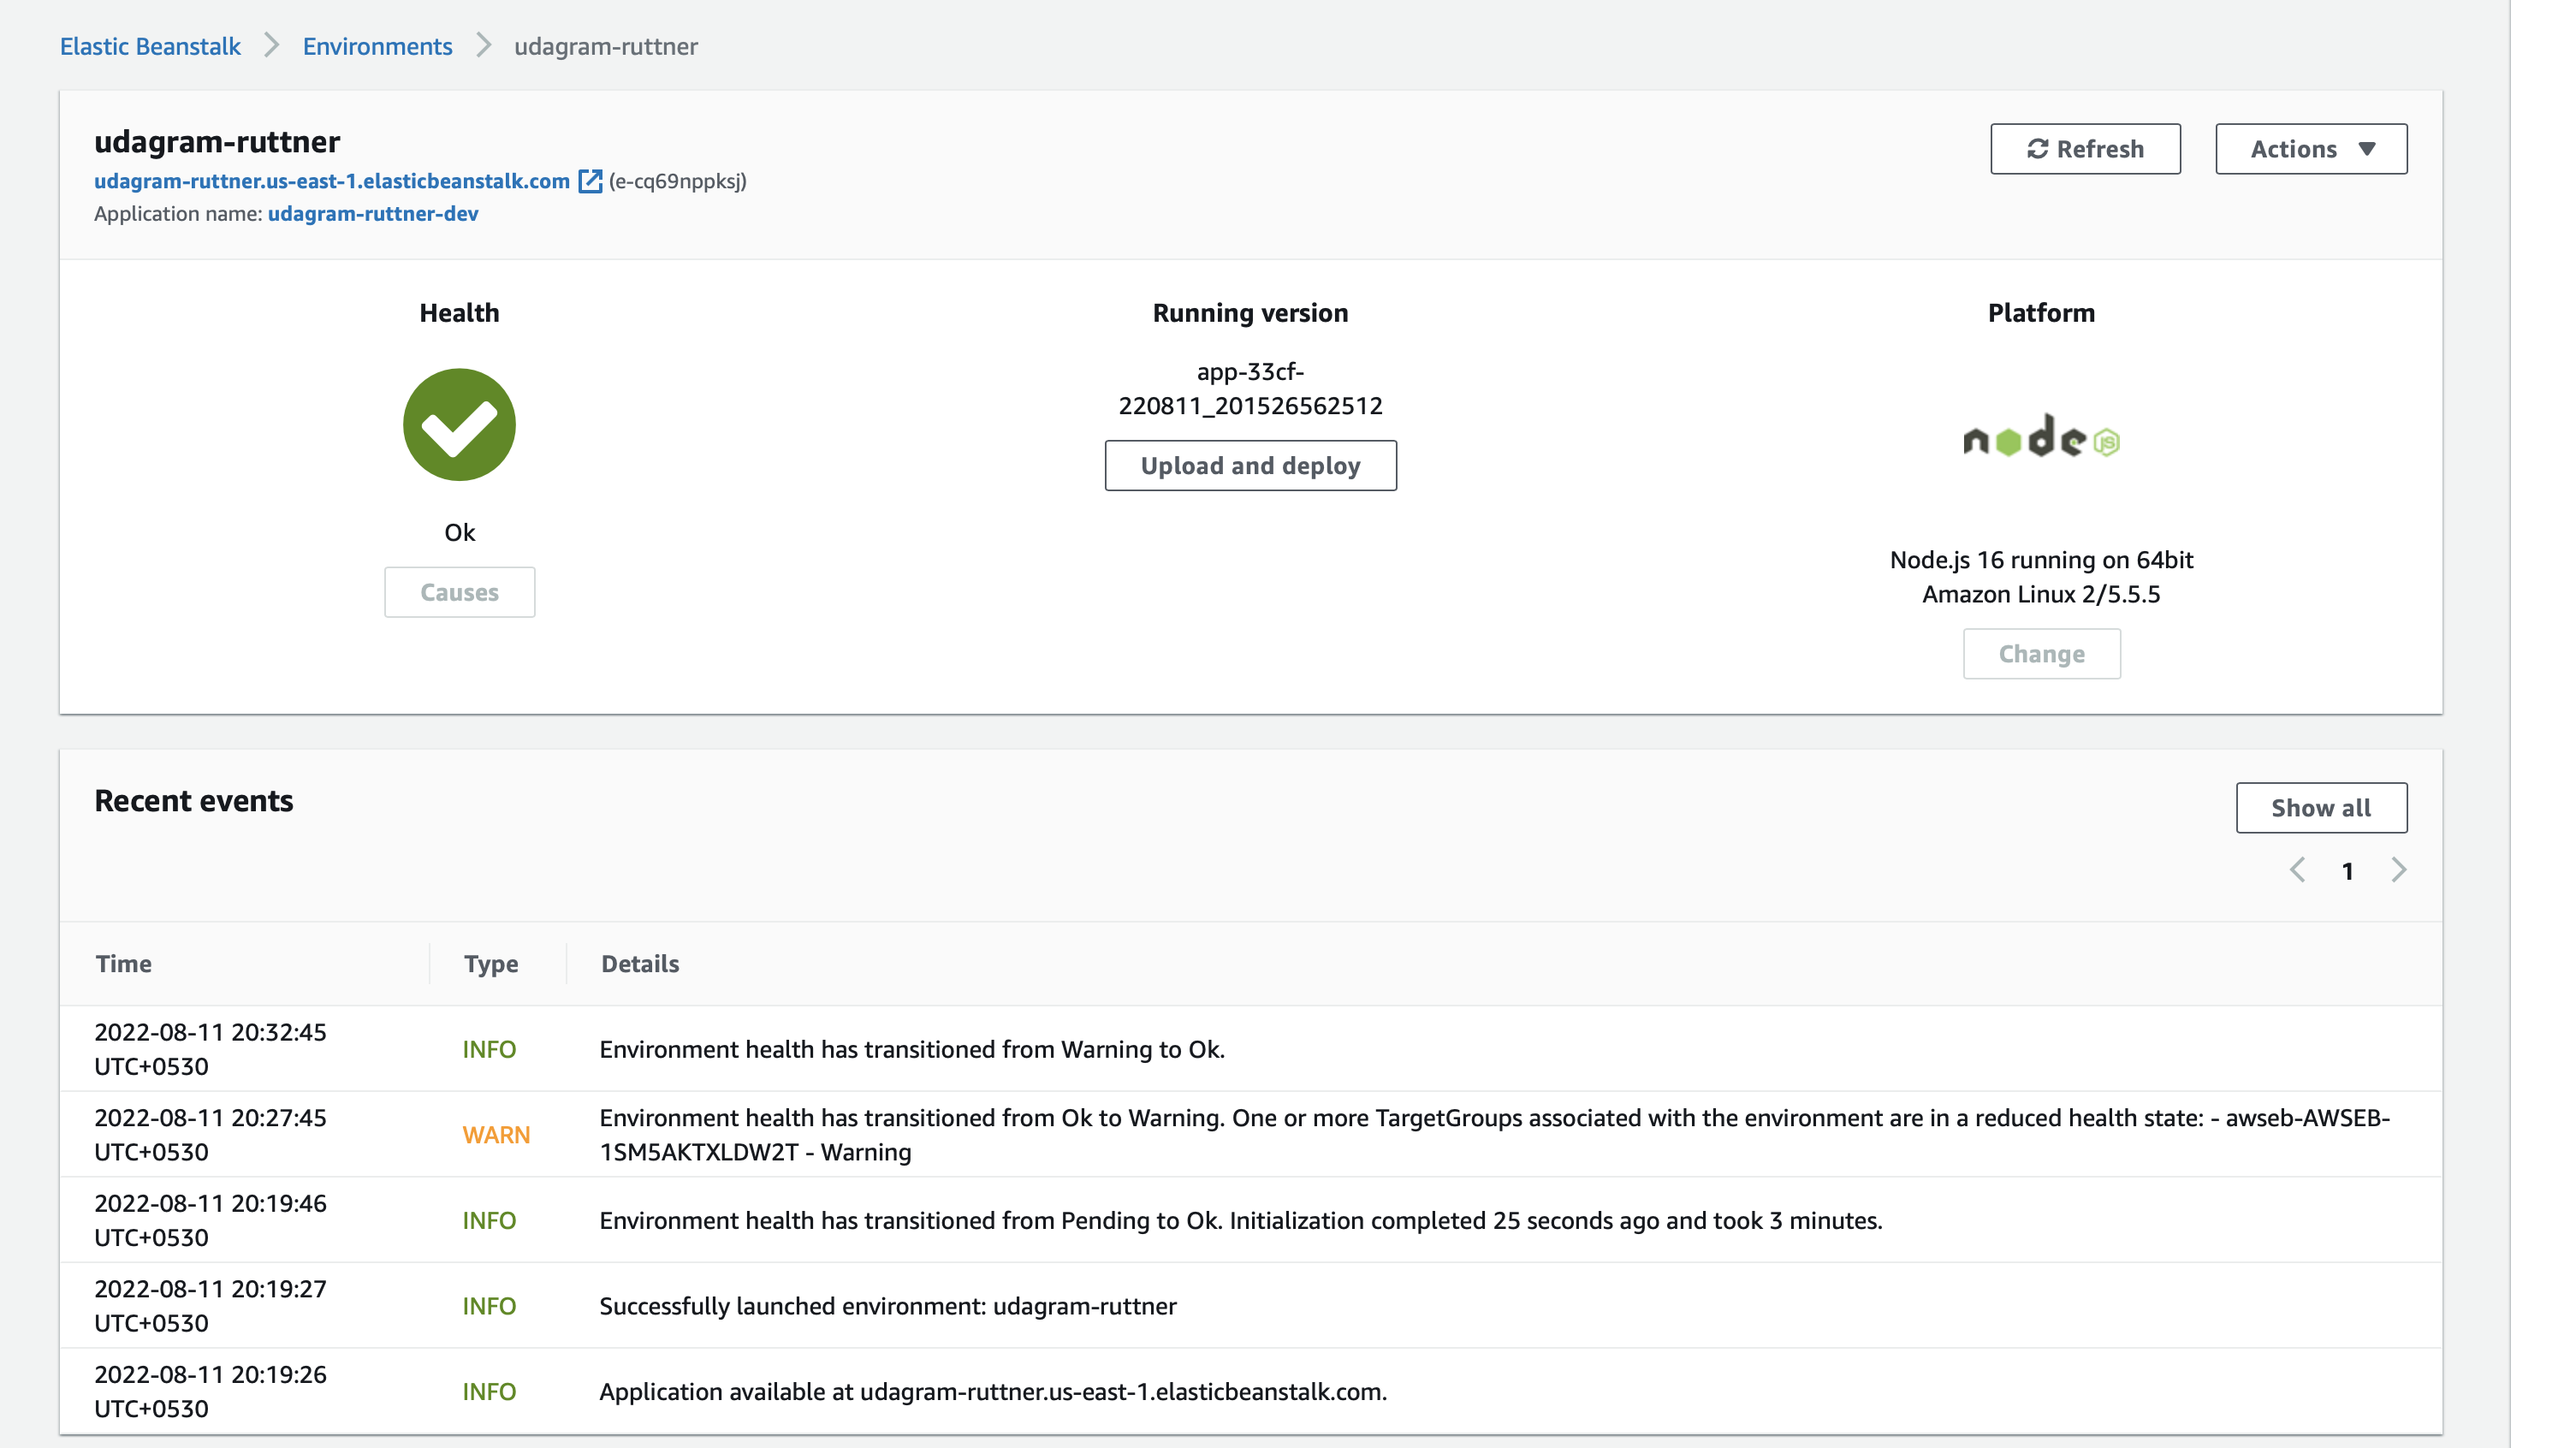 Elastic Beanstalk > Environments > udagram-ruttner
udagram-ruttner
udagram-ruttner.us-east-1.elasticbeanstalk.com (e-cq69nppksj)
Application name: udagram-ruttner-dev
Refresh
Actions
Health
Ok
Causes
Running version
app-33cf-
220811_201526562512
Upload and deploy
Platform
node JS
Node.js 16 running on 64bit
Amazon Linux 2/5.5.5
Change
Recent events
Show all
1
Time Type Details
2022-08-11 20:32:45
UTC+0530
INFO
Environment health has transitioned from Warning to Ok.
2022-08-11 20:27:45
UTC+0530
WARN
Environment health has transitioned from Ok to Warning. One or more TargetGroups associated with the environment are in a reduced health state: - awseb-AWSEB-
1SM5AKTXLDW2T - Warning
2022-08-11 20:19:46
UTC+0530
INFO
Environment health has transitioned from Pending to Ok. Initialization completed 25 seconds ago and took 3 minutes.
2022-08-11 20:19:27
UTC+0530
INFO
Successfully launched environment: udagram-ruttner
2022-08-11 20:19:26
UTC+0530
INFO
Application available at udagram-ruttner.us-east-1.elasticbeanstalk.com.